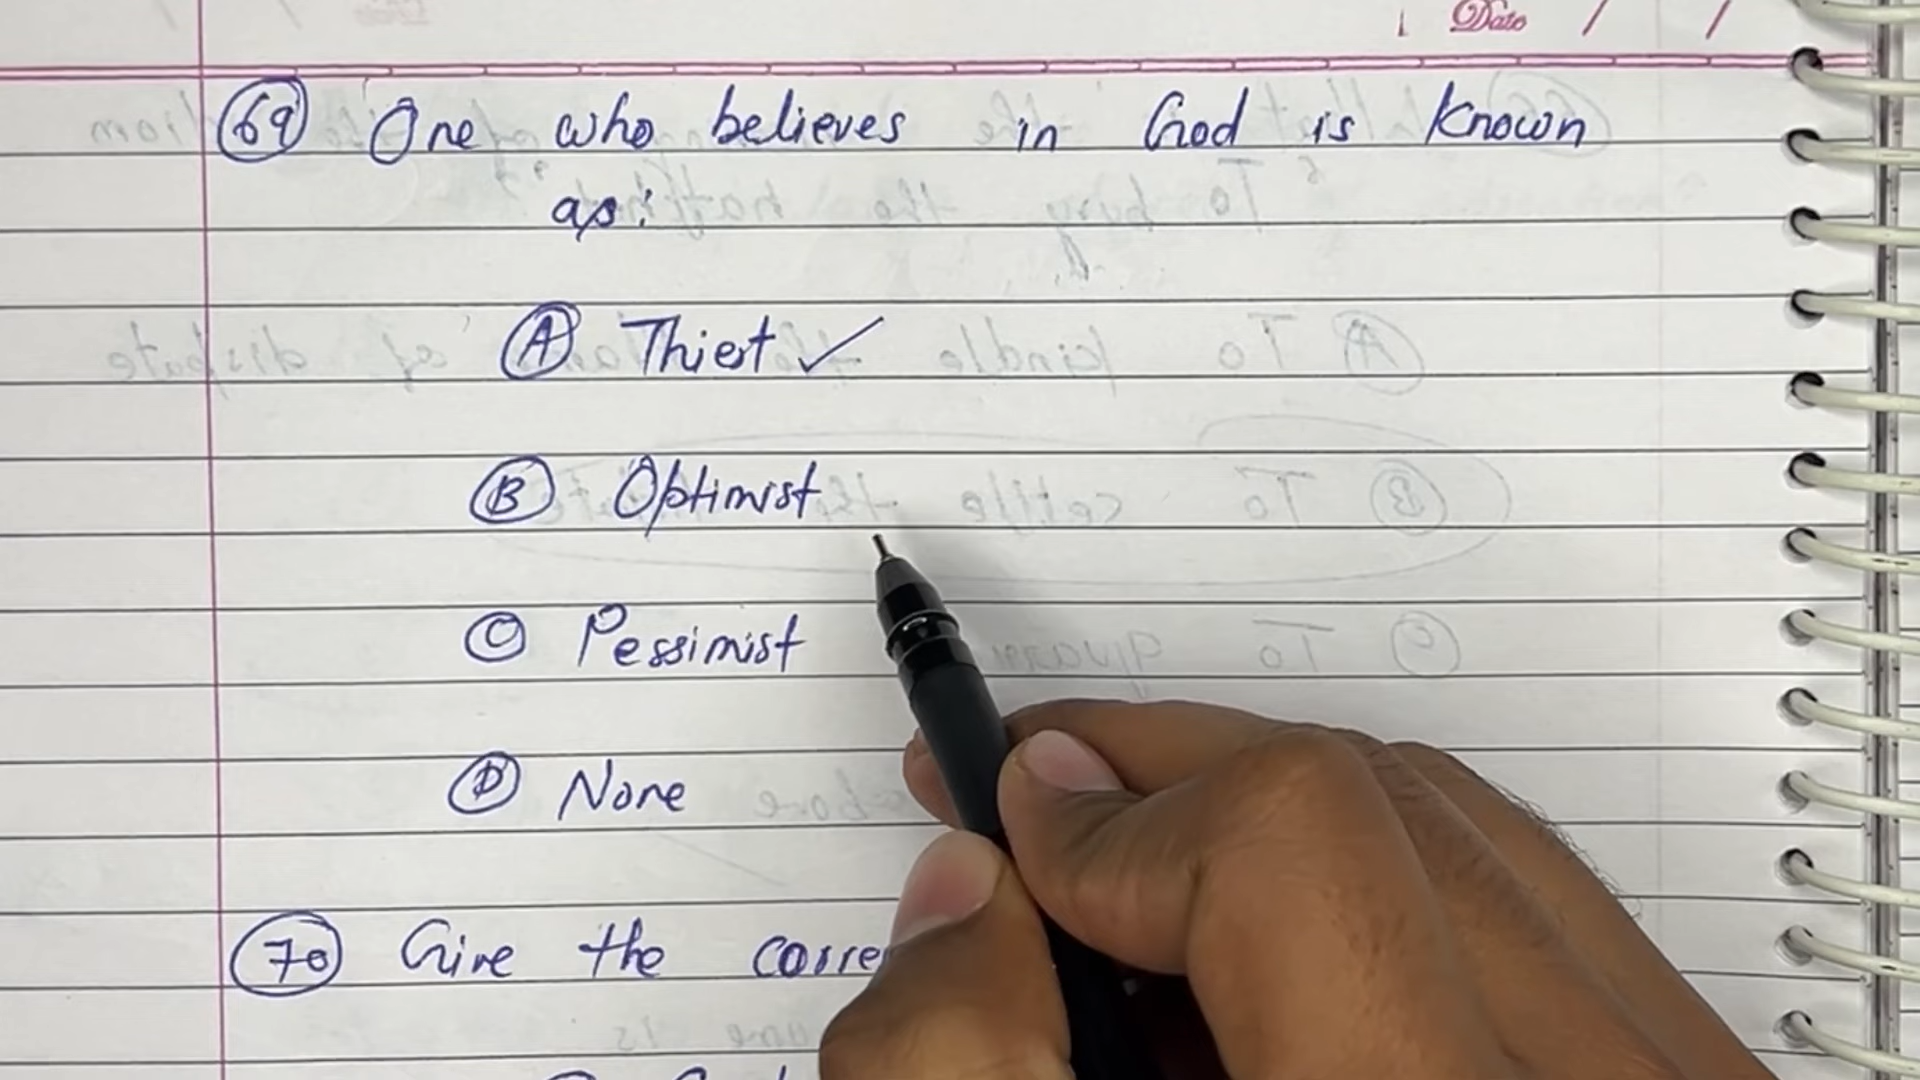 Date / /
69 One who believes in God is known
as:
A Thiest ✓
B Optimist
C Pessimist
D None
70 Give the corre